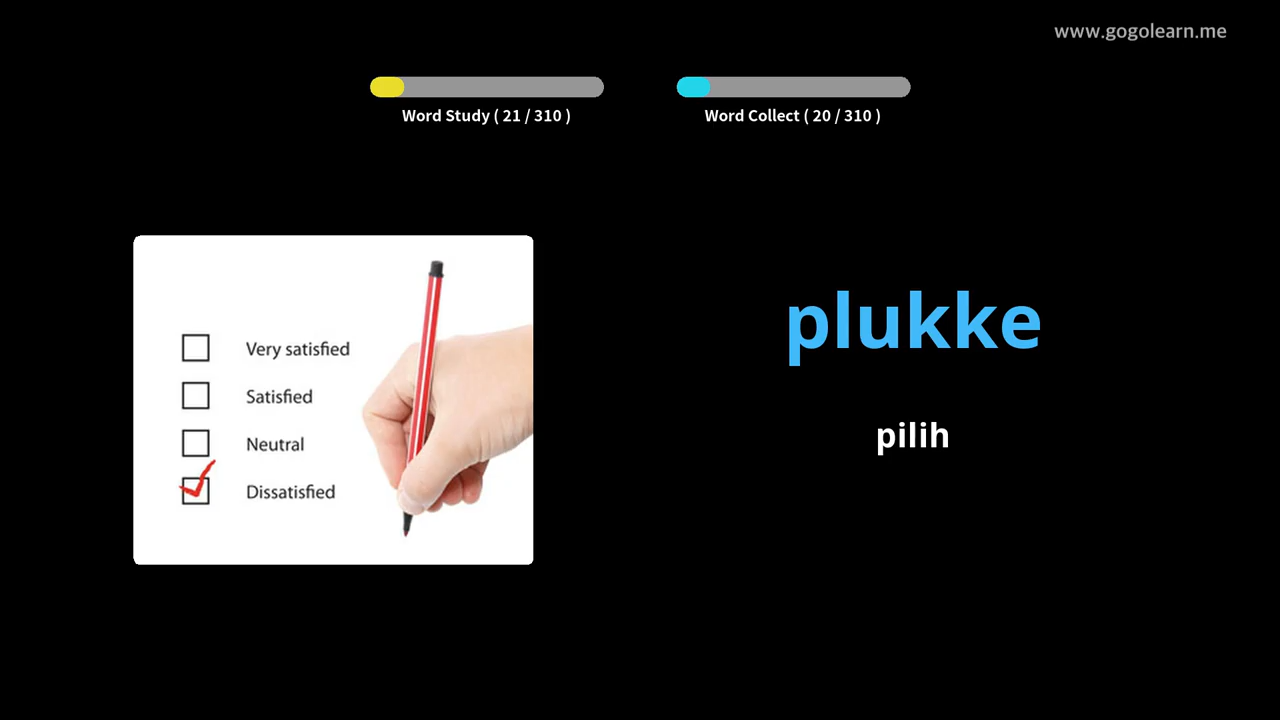 www.gogolearn.me
Word Study ( 21 / 310 )
Word Collect ( 20 / 310 )
Very satisfied
Satisfied
Neutral
Dissatisfied
plukke
pilih